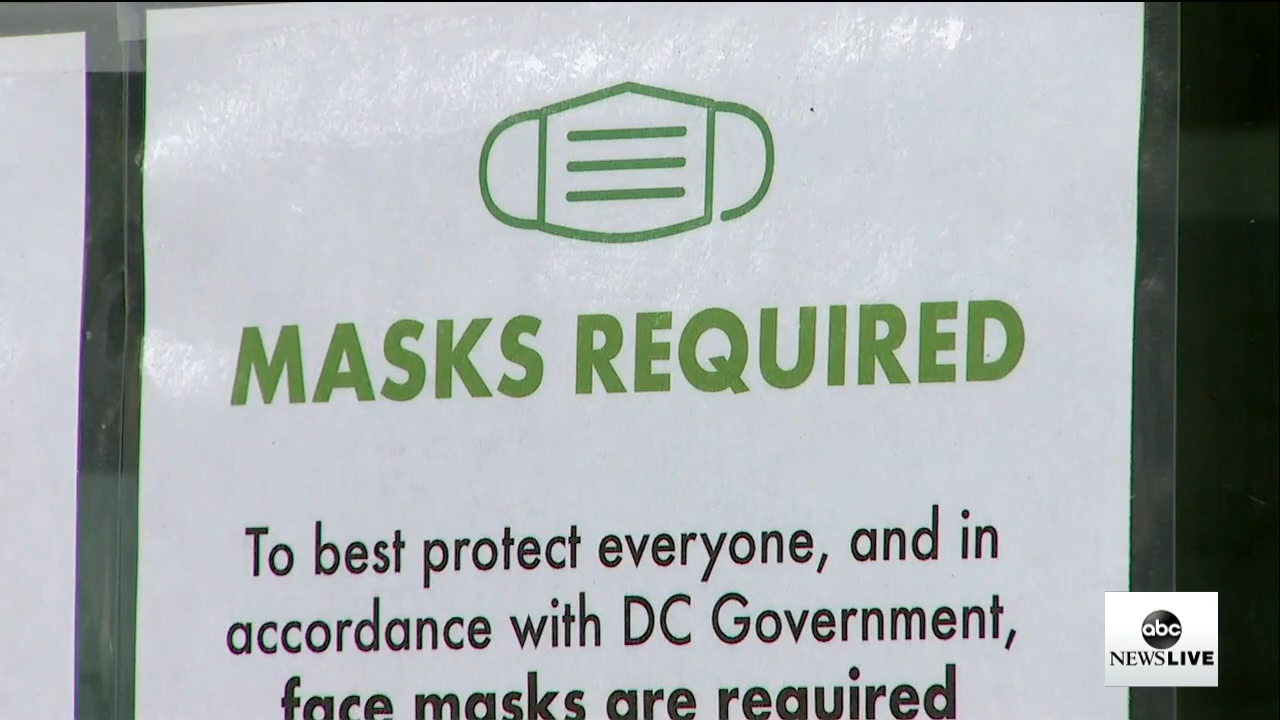 MASKS REQUIRED
To best protect everyone, and in
accordance with DC Government,
face masks are required
abc
NEWSLIVE